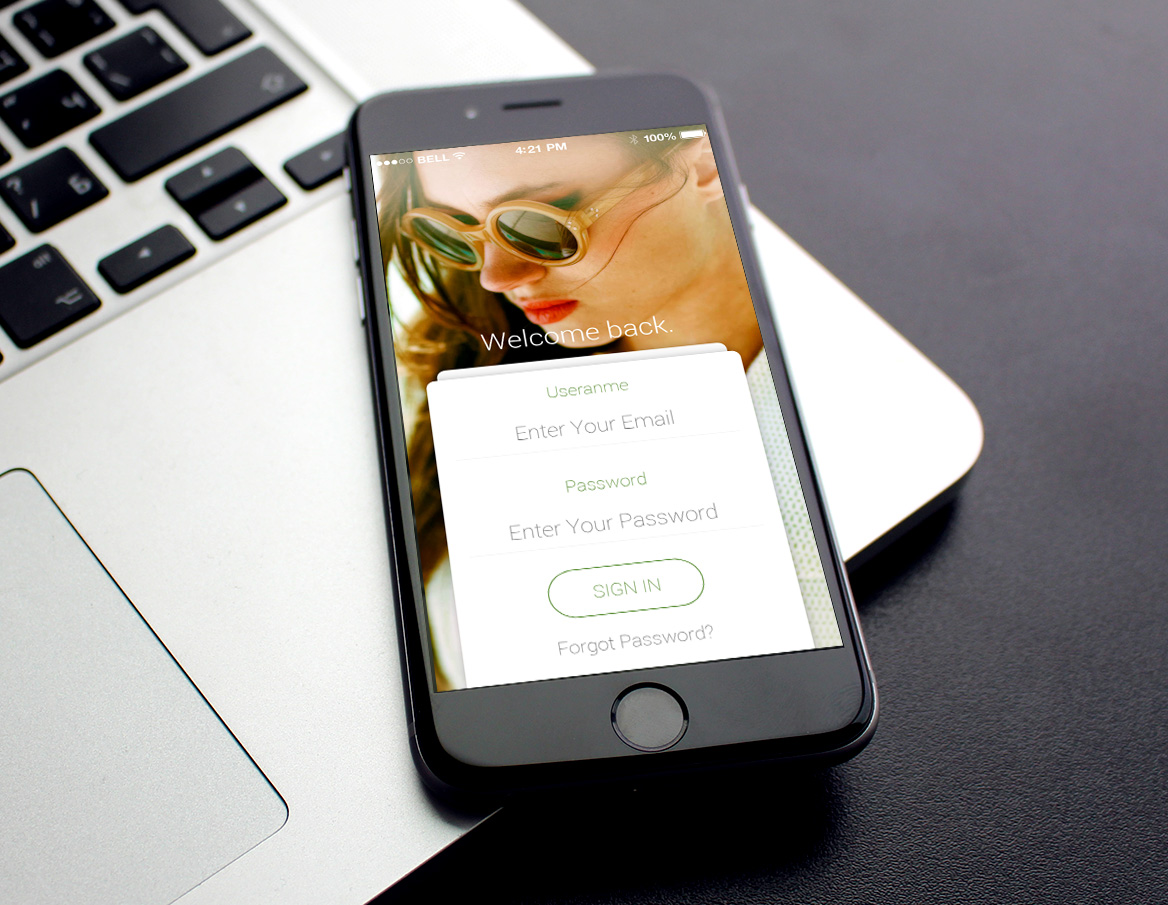 BELL
4:21 PM
100%
Welcome back.
Useranme
Enter Your Email
Password
Enter Your Password
SIGN IN
Forgot Password?
alt
?
Б
Ч
/